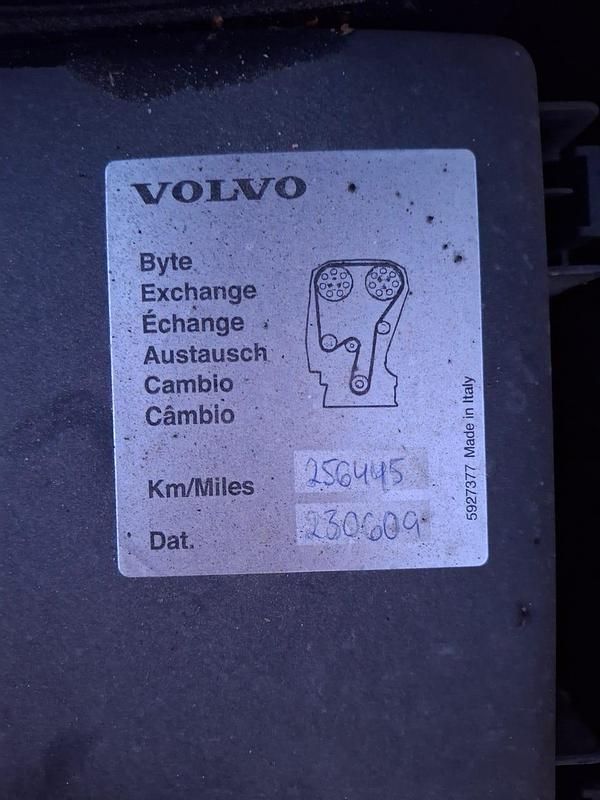 VOLVO
Byte
Exchange
Échange
Austausch
Cambio
Câmbio
Km/Miles 256445
Dat. 230609
5927377 Made in Italy